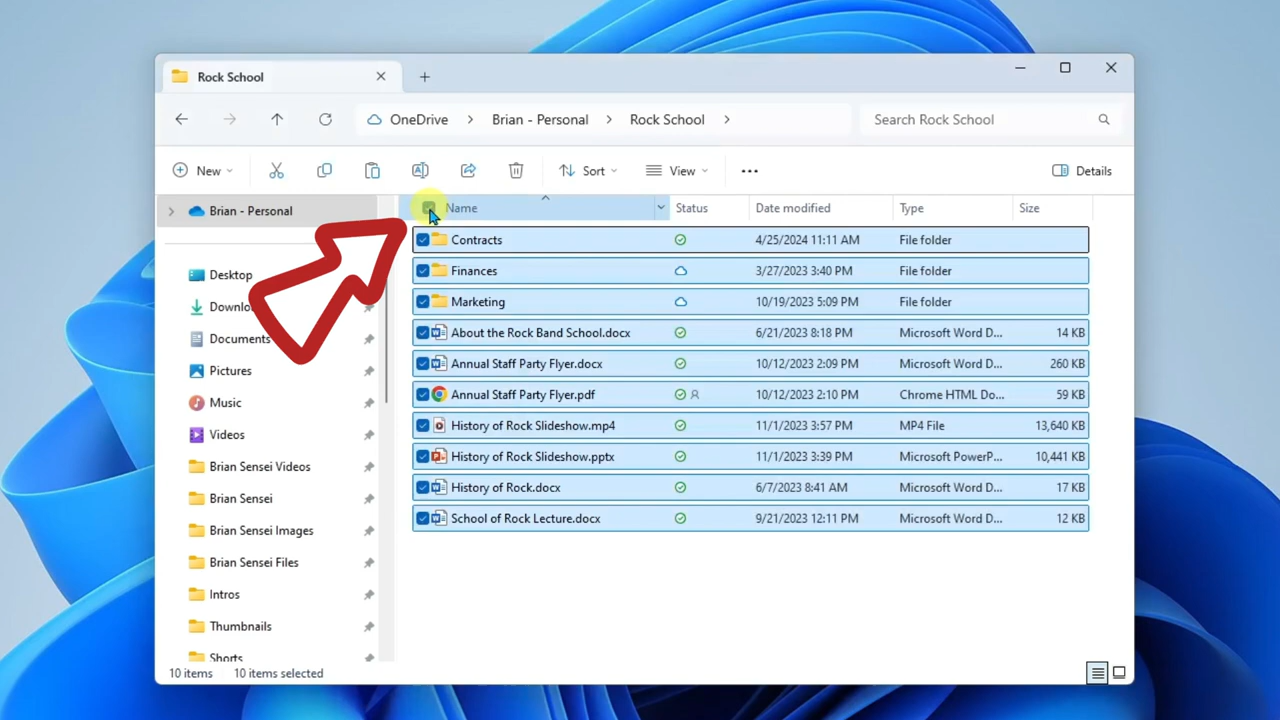 Rock School
OneDrive > Brian - Personal > Rock School >
Search Rock School
New
Sort
View
Details
Brian - Personal
Desktop
Documents
Pictures
Music
Videos
Brian Sensei Videos
Brian Sensei
Brian Sensei Images
Brian Sensei Files
Intros
Thumbnails
Shorts
Name Status Date modified Type Size
Contracts 4/25/2024 11:11 AM File folder
Finances 3/27/2023 3:40 PM File folder
Marketing 10/19/2023 5:09 PM File folder
About the Rock Band School.docx 6/21/2023 8:18 PM Microsoft Word D... 14 KB
Annual Staff Party Flyer.docx 10/12/2023 2:09 PM Microsoft Word D... 260 KB
Annual Staff Party Flyer.pdf 10/12/2023 2:10 PM Chrome HTML Do... 59 KB
History of Rock Slideshow.mp4 11/1/2023 3:57 PM MP4 File 13,640 KB
History of Rock Slideshow.pptx 11/1/2023 3:39 PM Microsoft PowerP... 10,441 KB
History of Rock.docx 6/7/2023 8:41 AM Microsoft Word D... 17 KB
School of Rock Lecture.docx 9/21/2023 12:11 PM Microsoft Word D... 12 KB
10 items 10 items selected